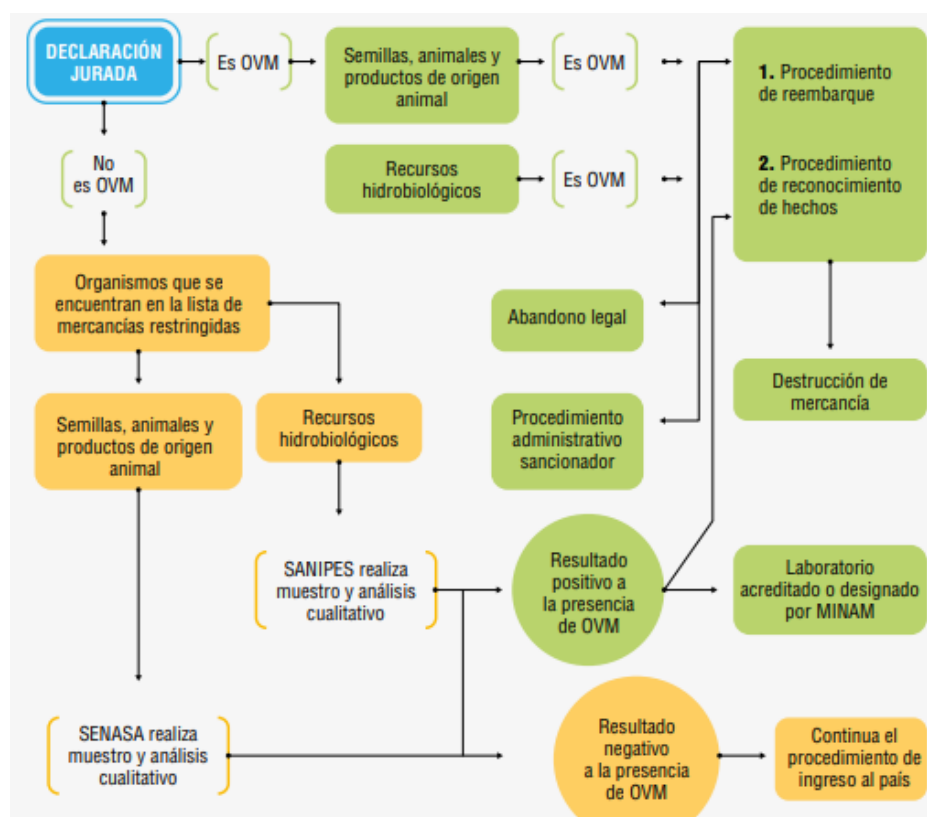 DECLARACIÓN
JURADA
Es OVM
Semillas, animales y
productos de origen
animal
Es OVM
1. Procedimiento
de reembarque
2. Procedimiento
de reconocimiento
de hechos
No
es OVM
Recursos
hidrobiológicos
Es OVM
Organismos que se
encuentran en la lista de
mercancías restringidas
Abandono legal
Destrucción de
mercancía
Semillas, animales y
productos de origen
animal
Recursos
hidrobiológicos
Procedimiento
administrativo
sancionador
SANIPES realiza
muestro y análisis
cualitativo
Resultado
positivo a
la presencia
de OVM
Laboratorio
acreditado o designado
por MINAM
SENASA realiza
muestro y análisis
cualitativo
Resultado
negativo
a la presencia
de OVM
Continua el
procedimiento de
ingreso al país